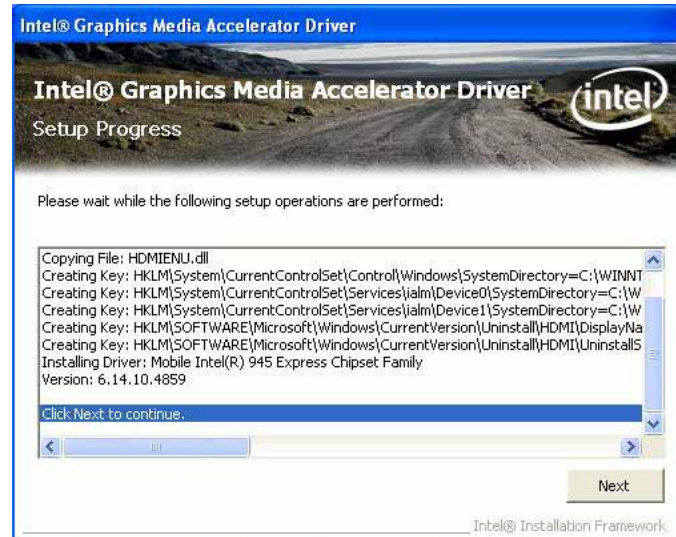 Intel® Graphics Media Accelerator Driver
Intel® Graphics Media Accelerator Driver
intel
Setup Progress
Please wait while the following setup operations are performed:
Copying File: HDMIENU.dll
Creating Key: HKLM\System\CurrentControlSet\Control\Windows\SystemDirectory=C:\WINNT
Creating Key: HKLM\System\CurrentControlSet\Services\ialm\Device0\SystemDirectory=C:\W
Creating Key: HKLM\System\CurrentControlSet\Services\ialm\Device1\SystemDirectory=C:\W
Creating Key: HKLM\SOFTWARE\Microsoft\Windows\CurrentVersion\Uninstall\HDMI\DisplayNa
Creating Key: HKLM\SOFTWARE\Microsoft\Windows\CurrentVersion\Uninstall\HDMI\UninstallS
Installing Driver: Mobile Intel(R) 945 Express Chipset Family
Version: 6.14.10.4859
Click Next to continue.
Next
Intel® Installation Framework